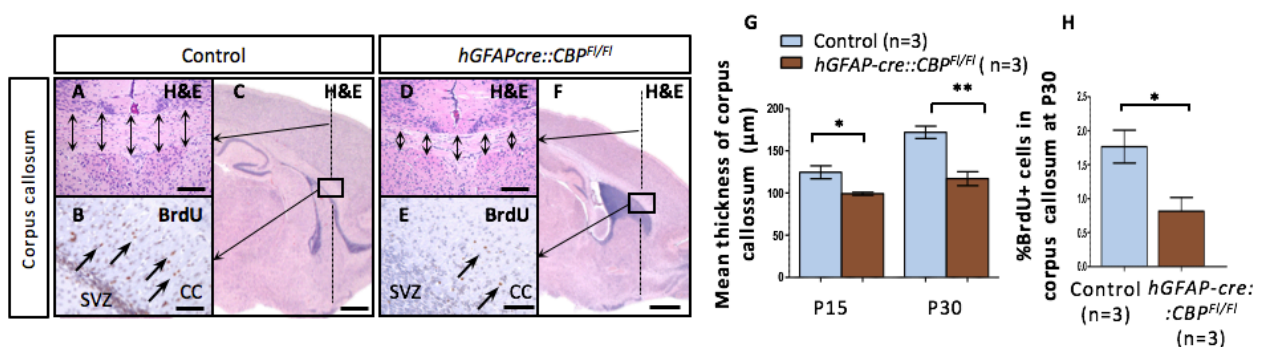 Control
hGFAPcre::CBPFl/Fl
Corpus callosum
A
H&E
C
H&E
D
H&E
F
H&E
B
BrdU
SVZ
CC
E
BrdU
SVZ
CC
G
Control (n=3)
hGFAP-cre::CBPFl/Fl ( n=3)
Mean thickness of corpus
callosum (µm)
200
150
100
50
0
*
**
P15
P30
H
%BrdU+ cells in
corpus callosum at P30
2.5
2.0
1.5
1.0
0.5
0.0
*
Control
(n=3)
hGFAP-cre:
:CBPFl/Fl
(n=3)